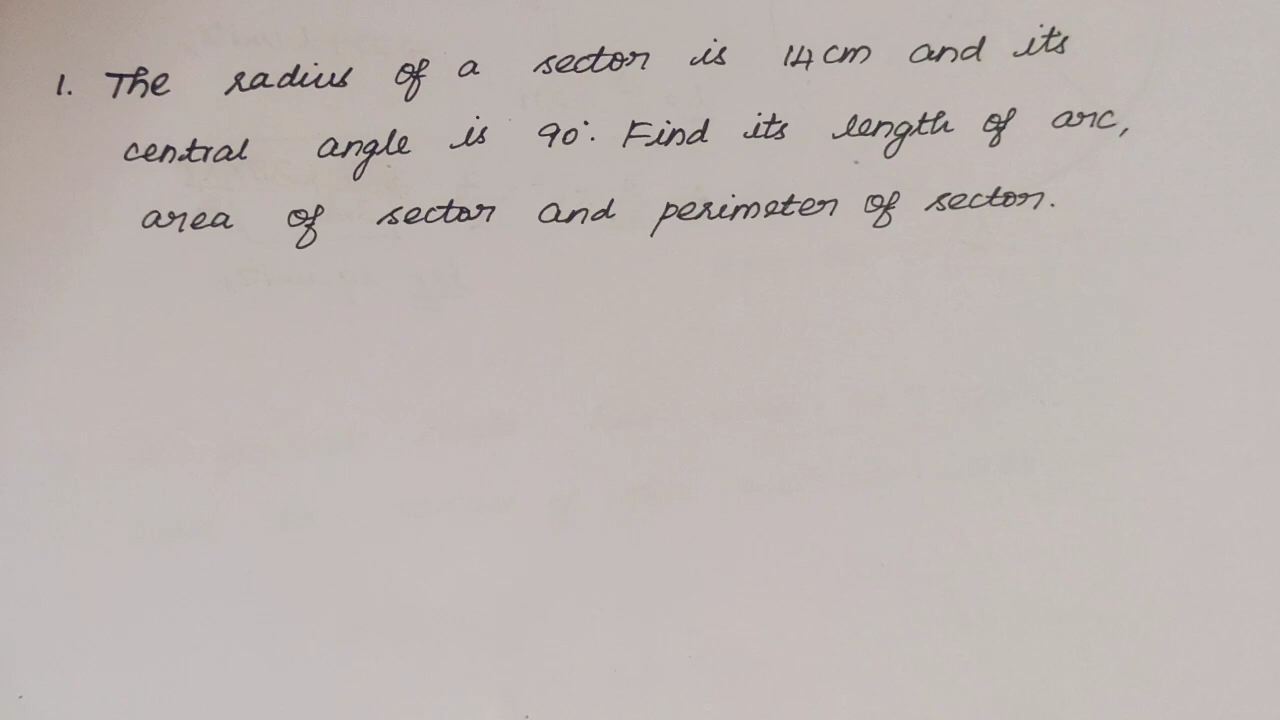 1. The radius of a sector is 14 cm and its
central angle is 90°. Find its length of arc,
area of sector and perimeter of sector.